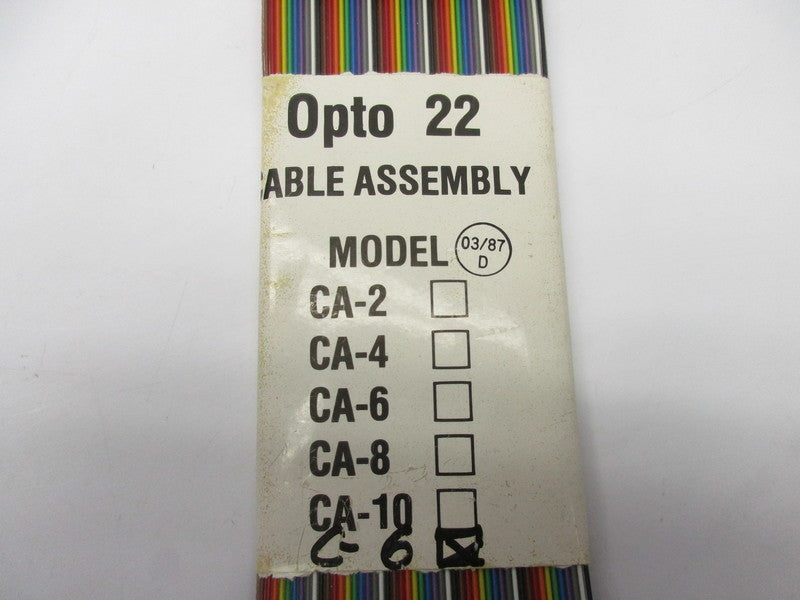 Opto 22
CABLE ASSEMBLY
MODEL 03/87 D
CA-2
CA-4
CA-6
CA-8
CA-10
C-6